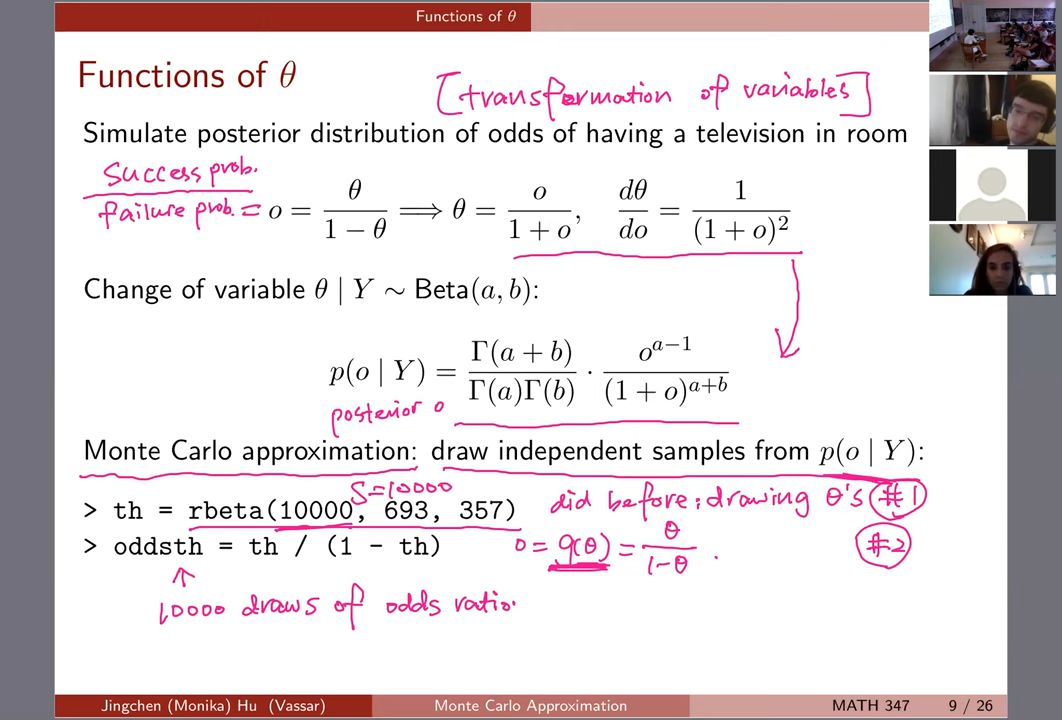 Functions of θ
Functions of θ
[transformation of variables]
Simulate posterior distribution of odds of having a television in room
success prob.
failure prob. = o = θ / (1 − θ) ⟹ θ = o / (1 + o), dθ/do = 1 / (1 + o)²
Change of variable θ | Y ∼ Beta(a, b):
p(o | Y) = Γ(a + b) / Γ(a)Γ(b) · o^{a−1} / (1 + o)^{a+b}
posterior o
Monte Carlo approximation: draw independent samples from p(o | Y):
S=10000
> th = rbeta(10000, 693, 357) did before: drawing θ's #1
> oddsth = th / (1 - th) o = g(θ) = θ / 1-θ . #2
10000 draws of odds ratio.
Jingchen (Monika) Hu (Vassar) Monte Carlo Approximation MATH 347 9 / 26